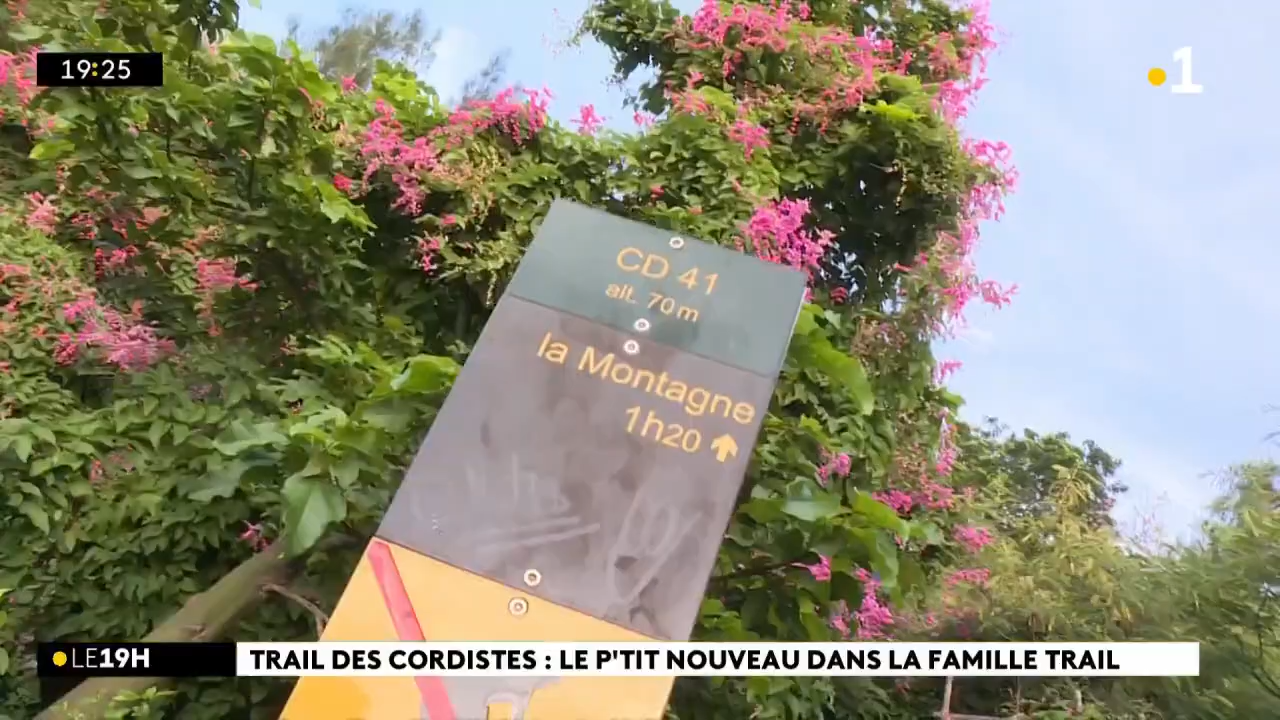 19:25
1
CD 41
alt. 70m
la Montagne
1h20
LE19H
TRAIL DES CORDISTES : LE P'TIT NOUVEAU DANS LA FAMILLE TRAIL